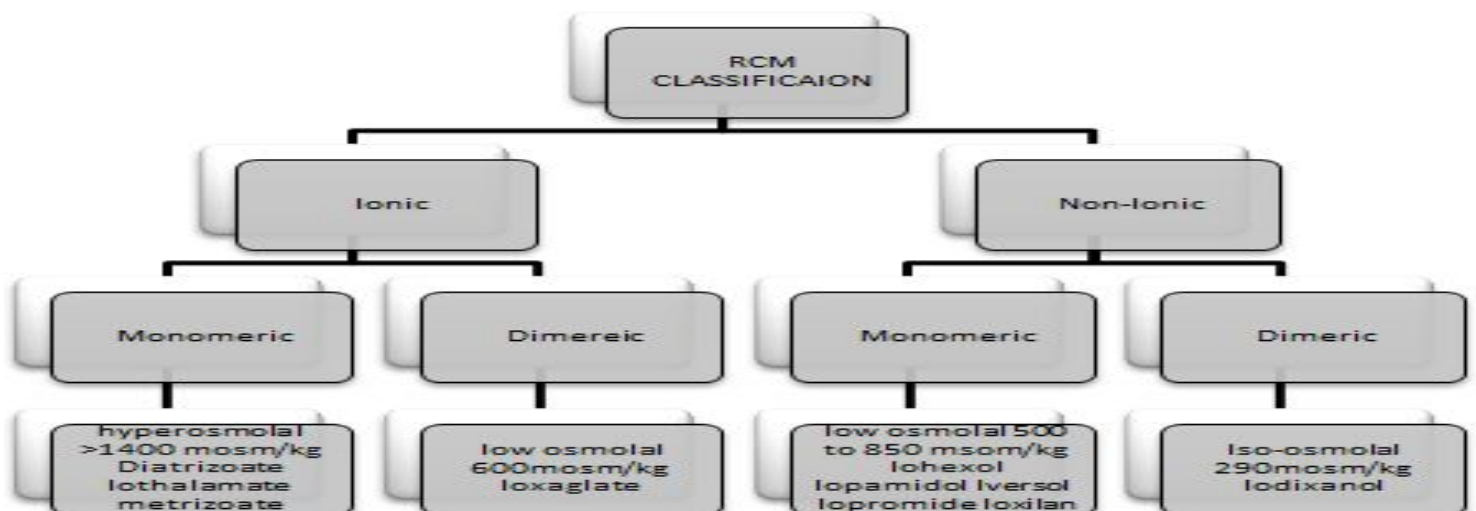 RCM
CLASSIFICAION
Ionic
Non-Ionic
Monomeric
Dimereic
Monomeric
Dimeric
hyperosmolal
>1400 mosm/kg
Diatrizoate
Iothalamate
metrizoate
low osmolal
600mosm/kg
Ioxaglate
low osmolal 500
to 850 msom/kg
Iohexol
Iopamidol Iversol
Iopromide Ioxilan
Iso-osmolal
290mosm/kg
Iodixanol